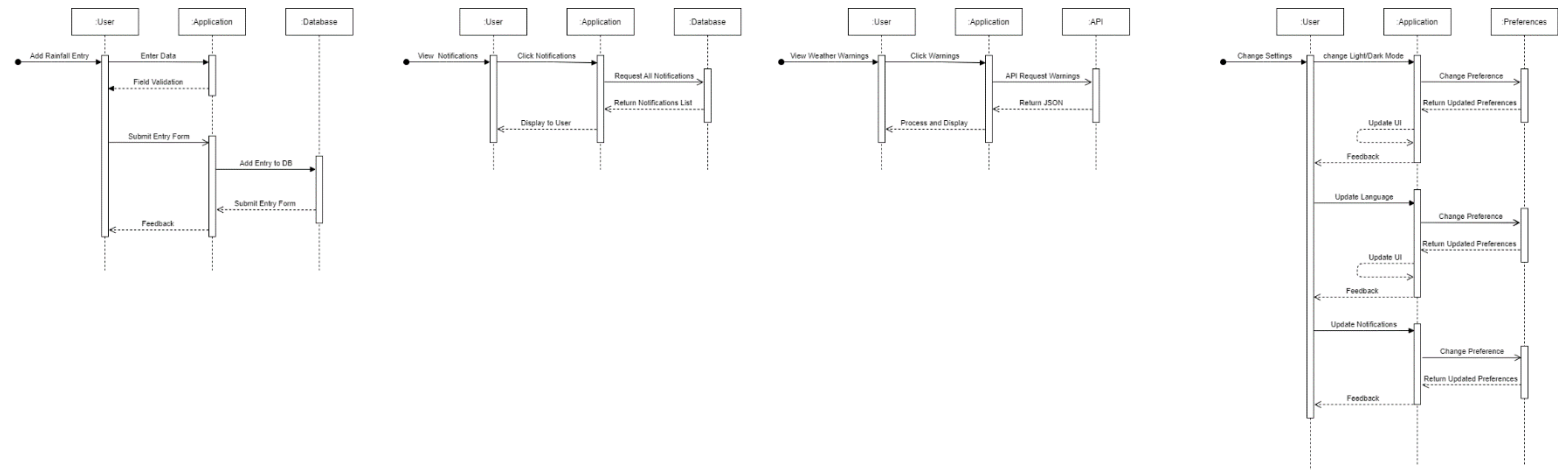 :User
:Application
:Database
Add Rainfall Entry
Enter Data
Field Validation
Submit Entry Form
Add Entry to DB
Submit Entry Form
Feedback
:User
:Application
:Database
View Notifications
Click Notifications
Request All Notifications
Return Notifications List
Display to User
:User
:Application
:API
View Weather Warnings
Click Warnings
API Request Warnings
Return JSON
Process and Display
:User
:Application
:Preferences
Change Settings
change Light/Dark Mode
Change Preference
Return Updated Preferences
Update UI
Feedback
Update Language
Change Preference
Return Updated Preferences
Update UI
Feedback
Update Notifications
Change Preference
Return Updated Preferences
Feedback